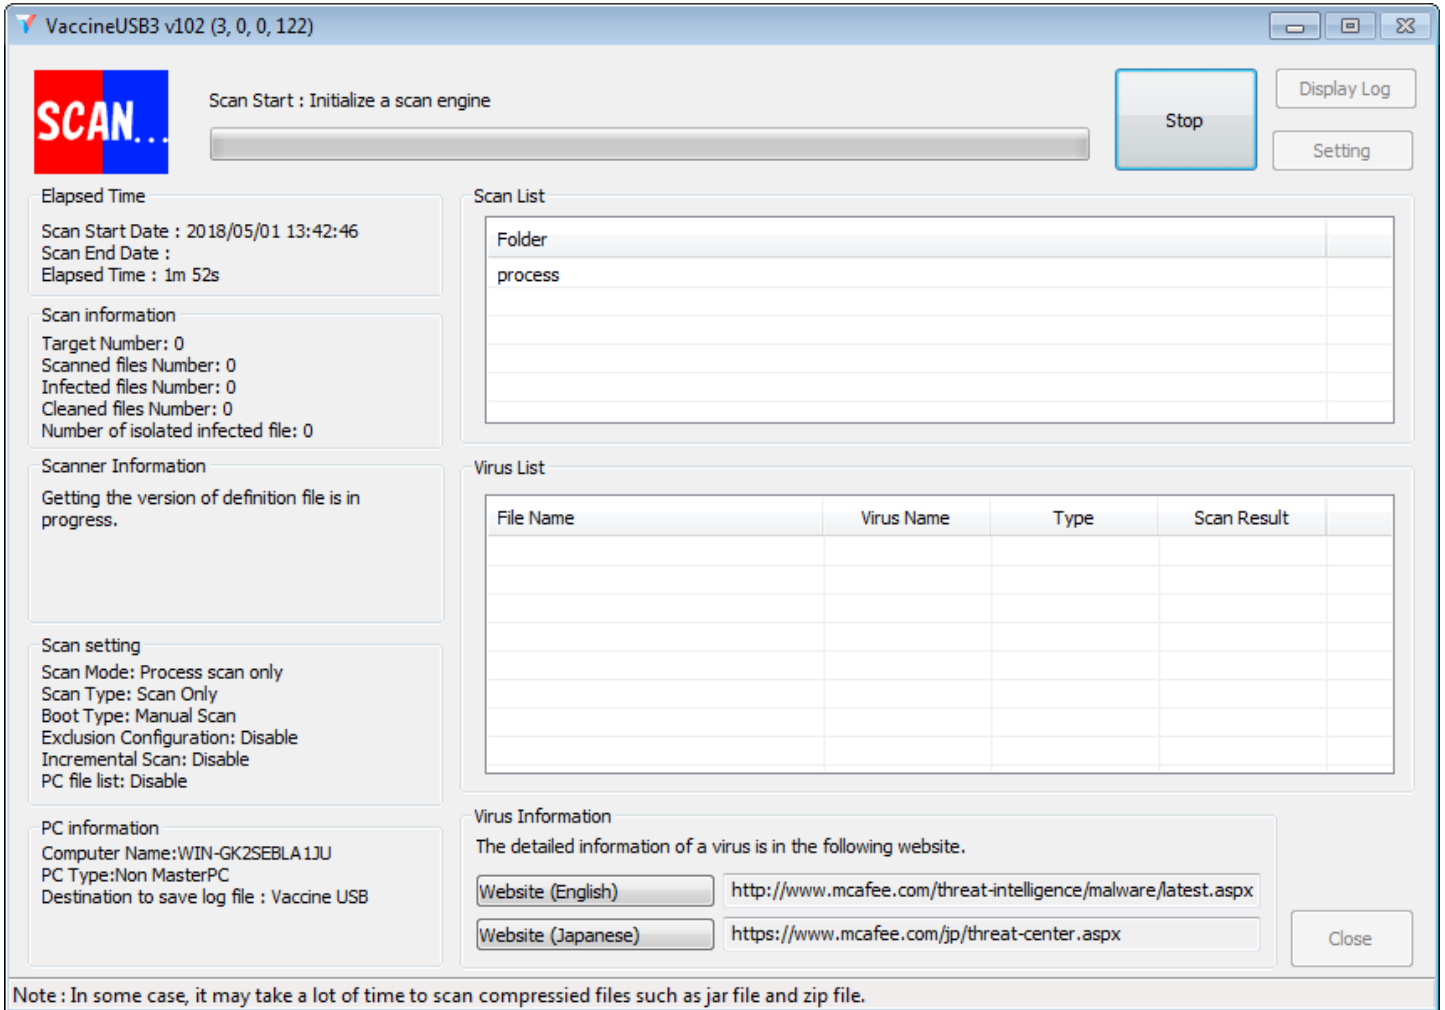 VaccineUSB3 v102 (3, 0, 0, 122)
SCAN...
Scan Start : Initialize a scan engine
Stop
Display Log
Setting
Elapsed Time
Scan Start Date : 2018/05/01 13:42:46
Scan End Date :
Elapsed Time : 1m 52s
Scan information
Target Number: 0
Scanned files Number: 0
Infected files Number: 0
Cleaned files Number: 0
Number of isolated infected file: 0
Scanner Information
Getting the version of definition file is in
progress.
Scan setting
Scan Mode: Process scan only
Scan Type: Scan Only
Boot Type: Manual Scan
Exclusion Configuration: Disable
Incremental Scan: Disable
PC file list: Disable
PC information
Computer Name:WIN-GK2SEBLA1JU
PC Type:Non MasterPC
Destination to save log file : Vaccine USB
Scan List
Folder
process
Virus List
File Name Virus Name Type Scan Result
Virus Information
The detailed information of a virus is in the following website.
Website (English) http://www.mcafee.com/threat-intelligence/malware/latest.aspx
Website (Japanese) https://www.mcafee.com/jp/threat-center.aspx
Close
Note : In some case, it may take a lot of time to scan compressied files such as jar file and zip file.